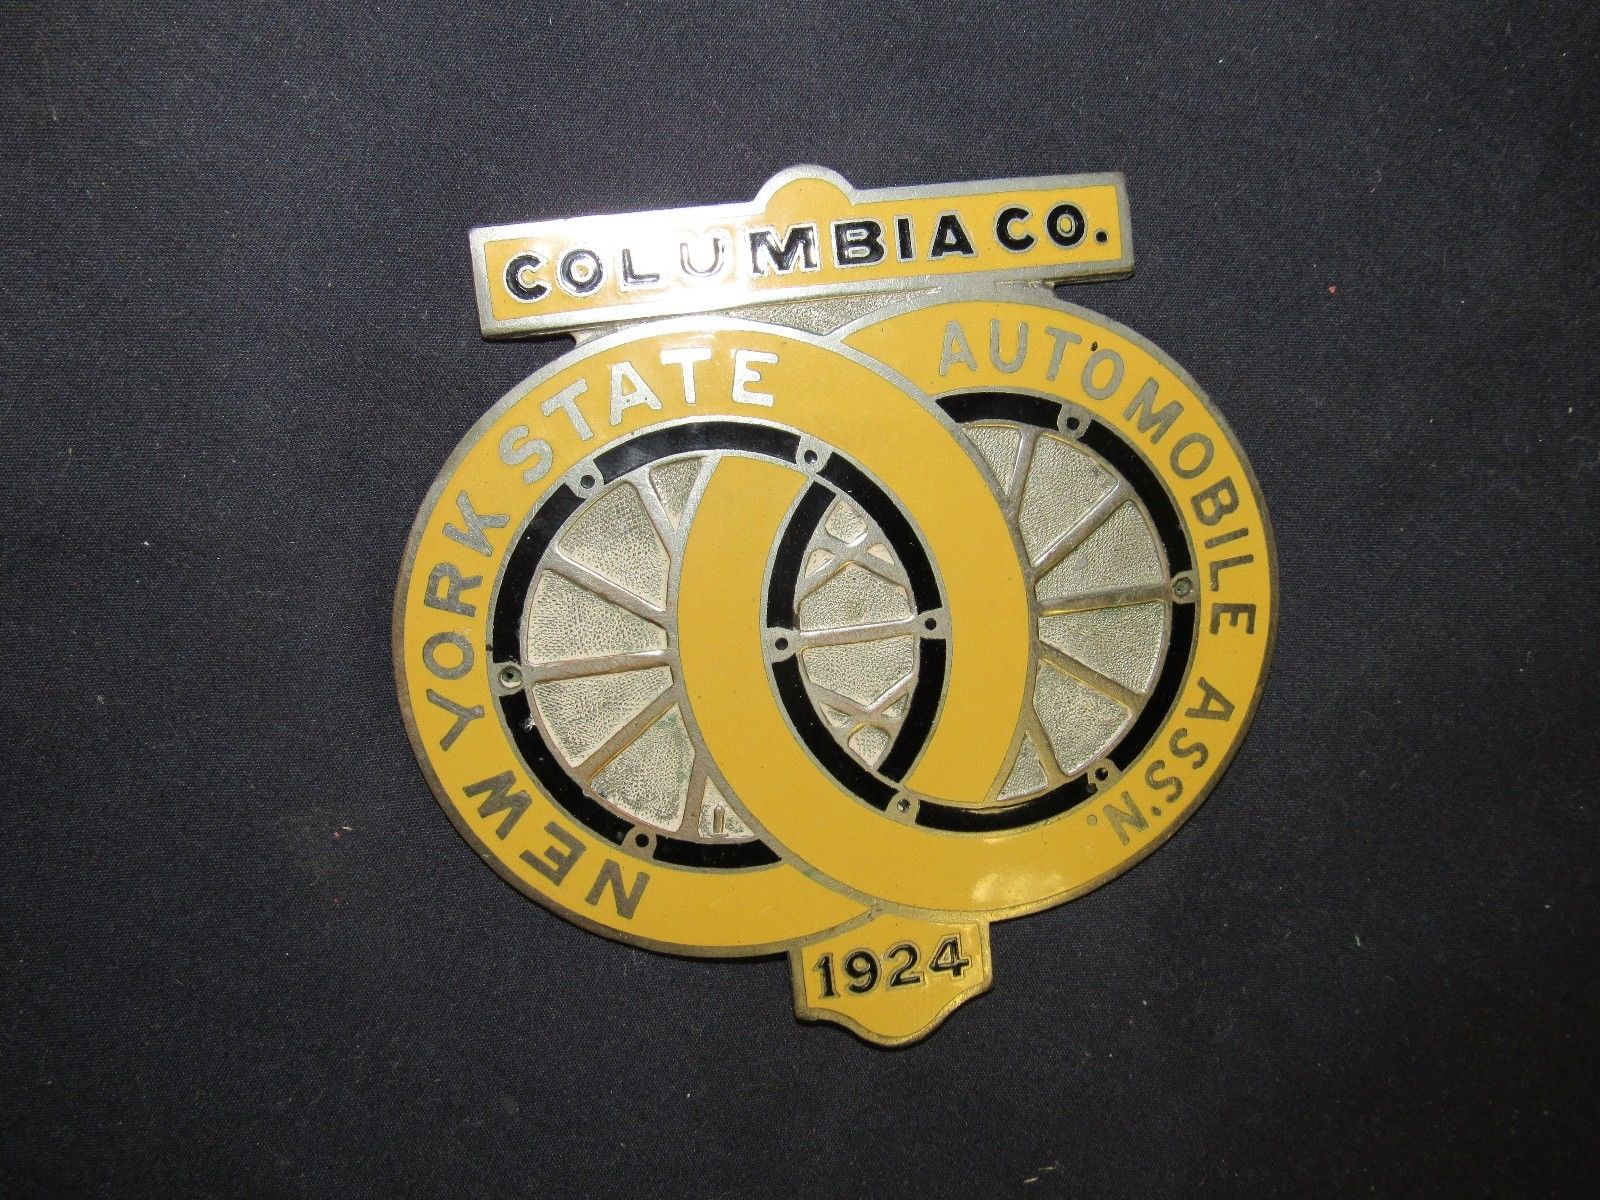 COLUMBIA CO.
NEW YORK STATE
AUTOMOBILE ASS'N.
1924